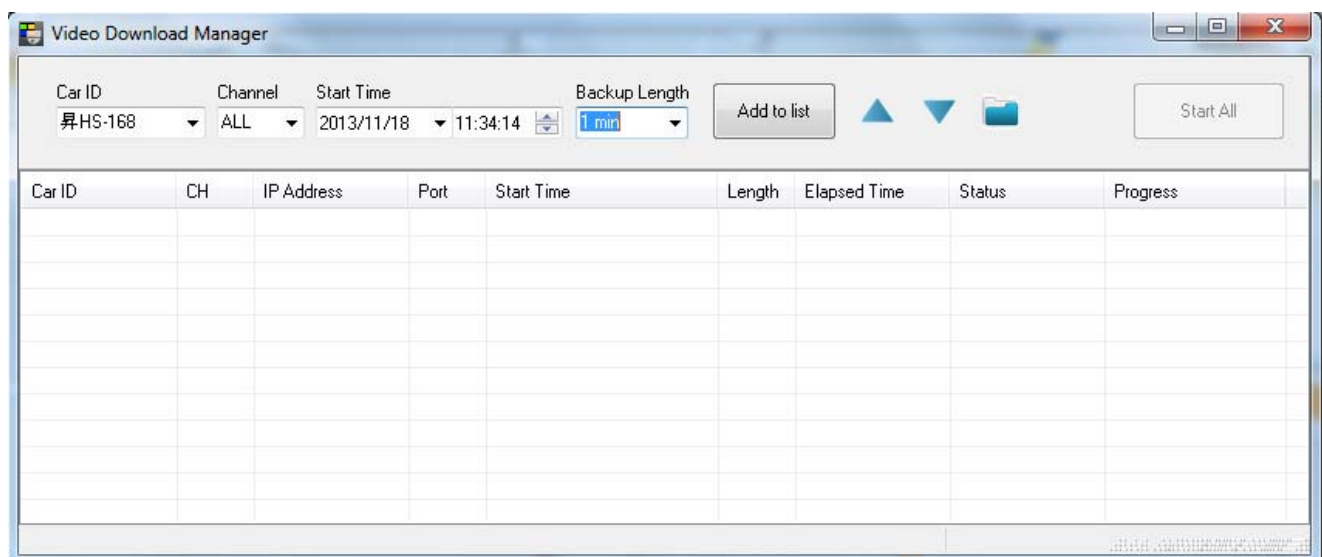 Video Download Manager
Car ID Channel Start Time Backup Length
昇HS-168 ALL 2013/11/18 11:34:14 1 min Add to list Start All
Car ID CH IP Address Port Start Time Length Elapsed Time Status Progress